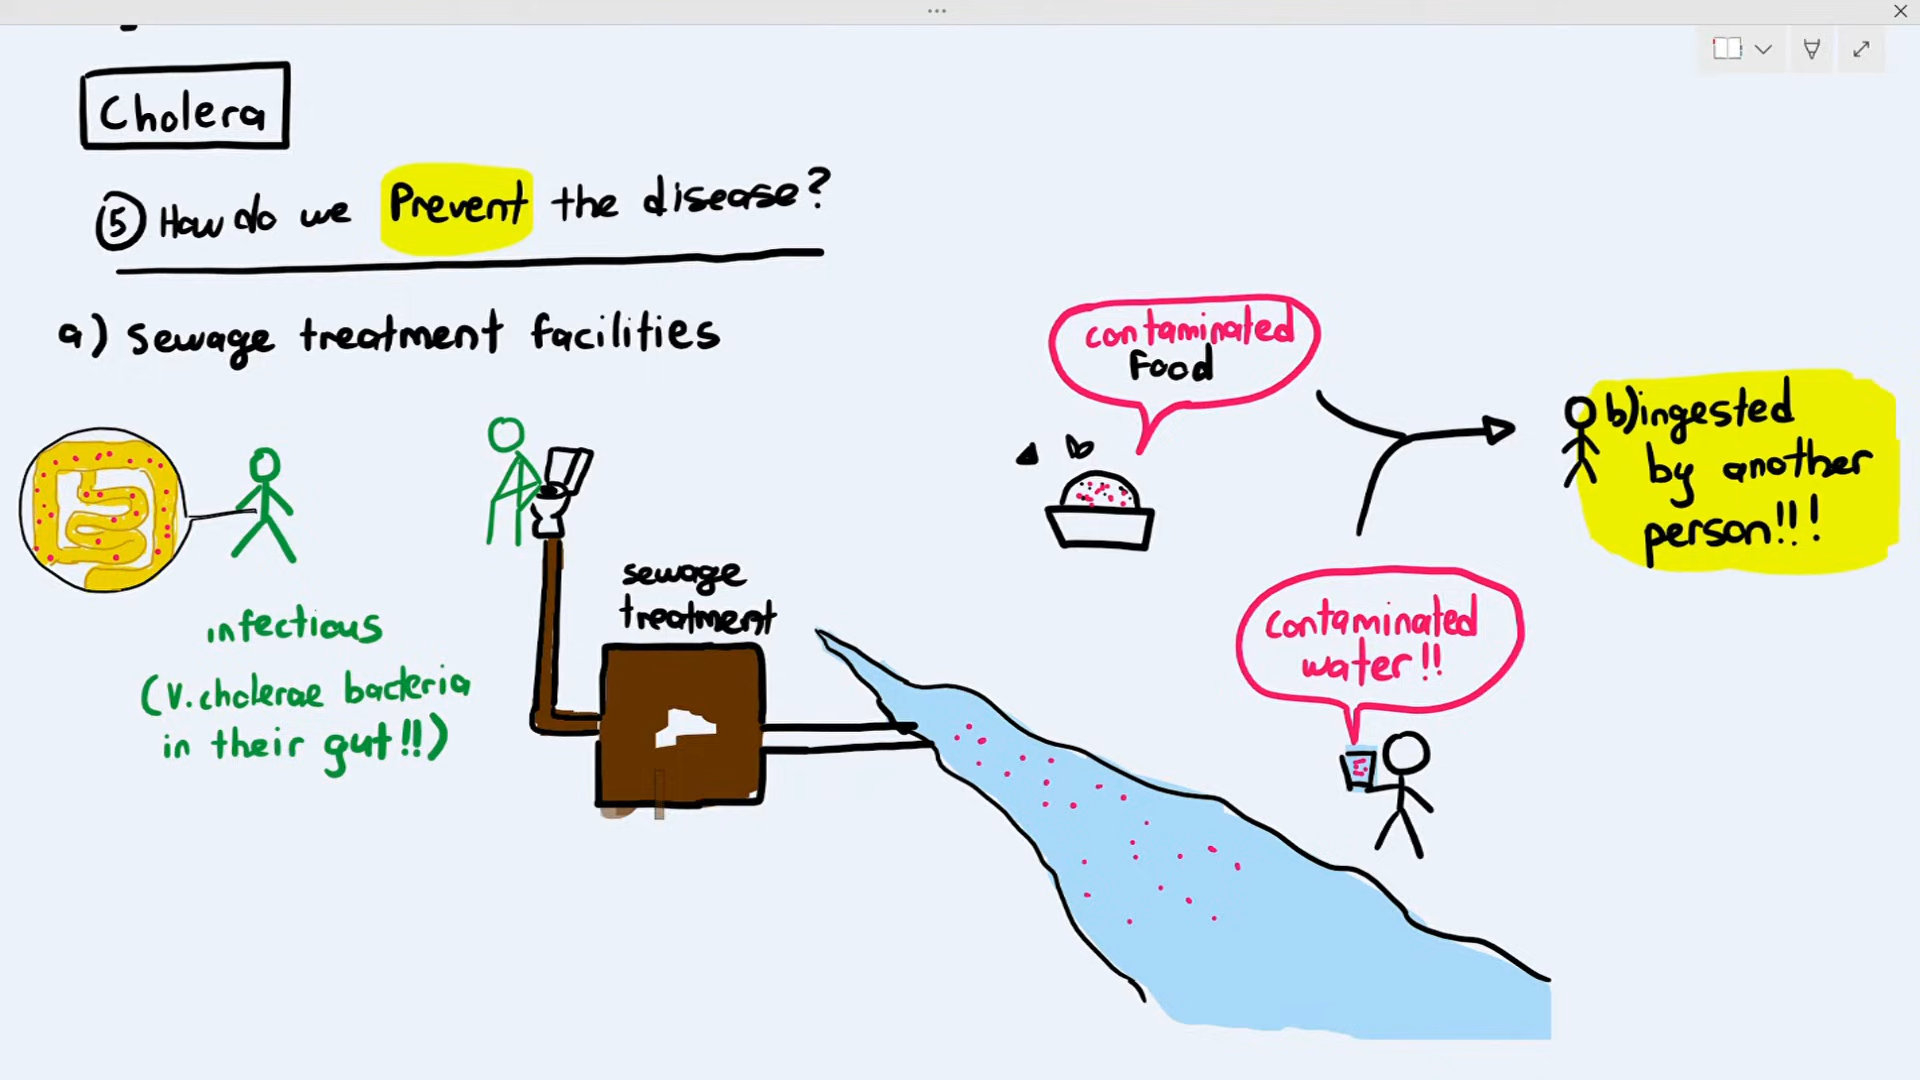 Cholera
⑤ How do we Prevent the disease?
a) sewage treatment facilities
contaminated
Food
b) ingested
by another
person!!!
sewage
treatment
infectious
(V. cholerae bacteria
in their gut!!)
contaminated
water!!